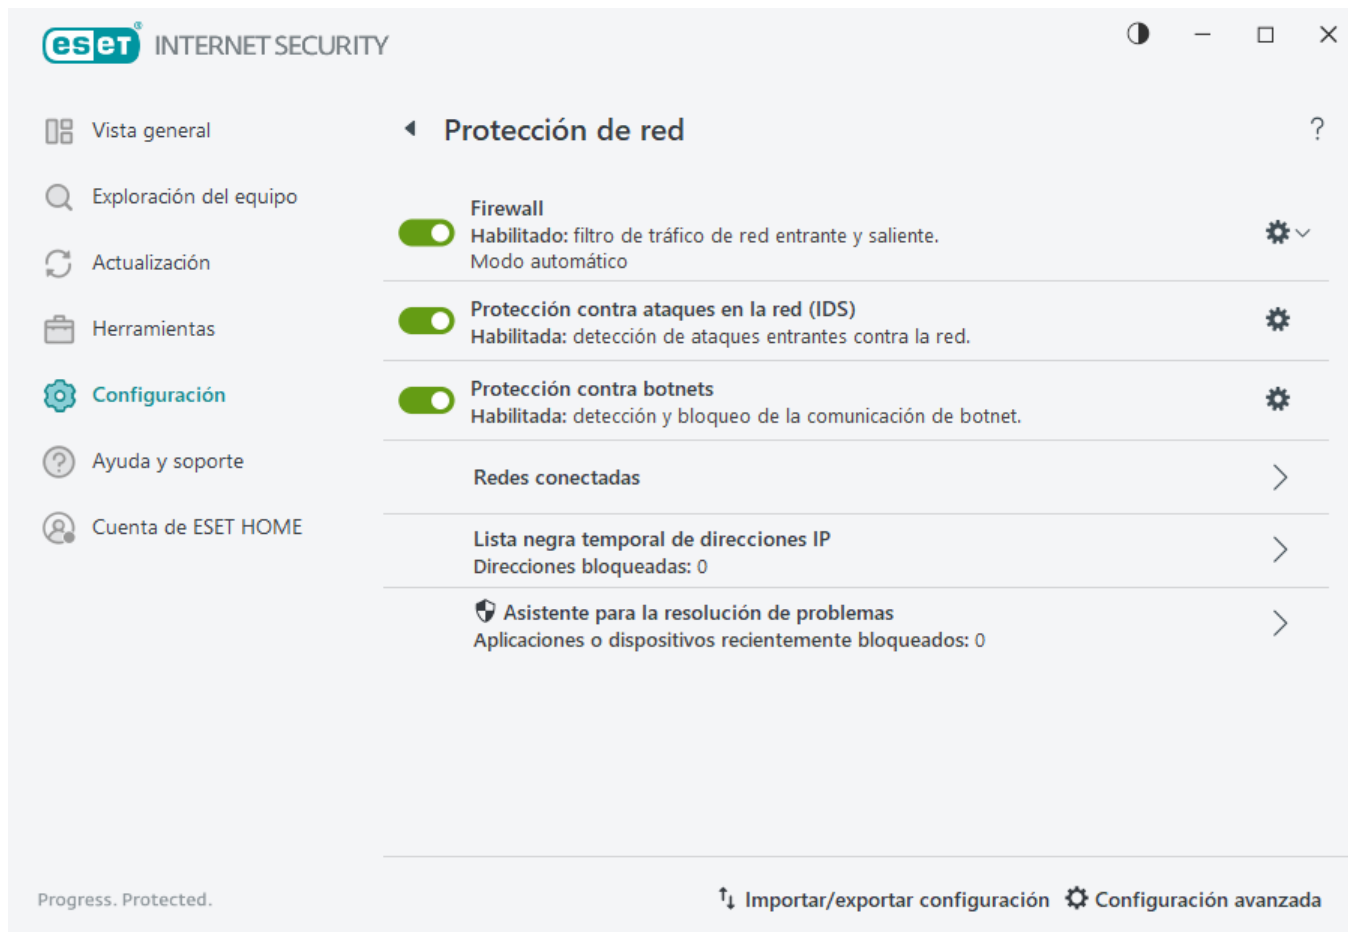 eset® INTERNET SECURITY
Vista general
Exploración del equipo
Actualización
Herramientas
Configuración
Ayuda y soporte
Cuenta de ESET HOME
Protección de red
?
Firewall
Habilitado: filtro de tráfico de red entrante y saliente.
Modo automático
Protección contra ataques en la red (IDS)
Habilitada: detección de ataques entrantes contra la red.
Protección contra botnets
Habilitada: detección y bloqueo de la comunicación de botnet.
Redes conectadas
Lista negra temporal de direcciones IP
Direcciones bloqueadas: 0
Asistente para la resolución de problemas
Aplicaciones o dispositivos recientemente bloqueados: 0
Progress. Protected.
Importar/exportar configuración
Configuración avanzada